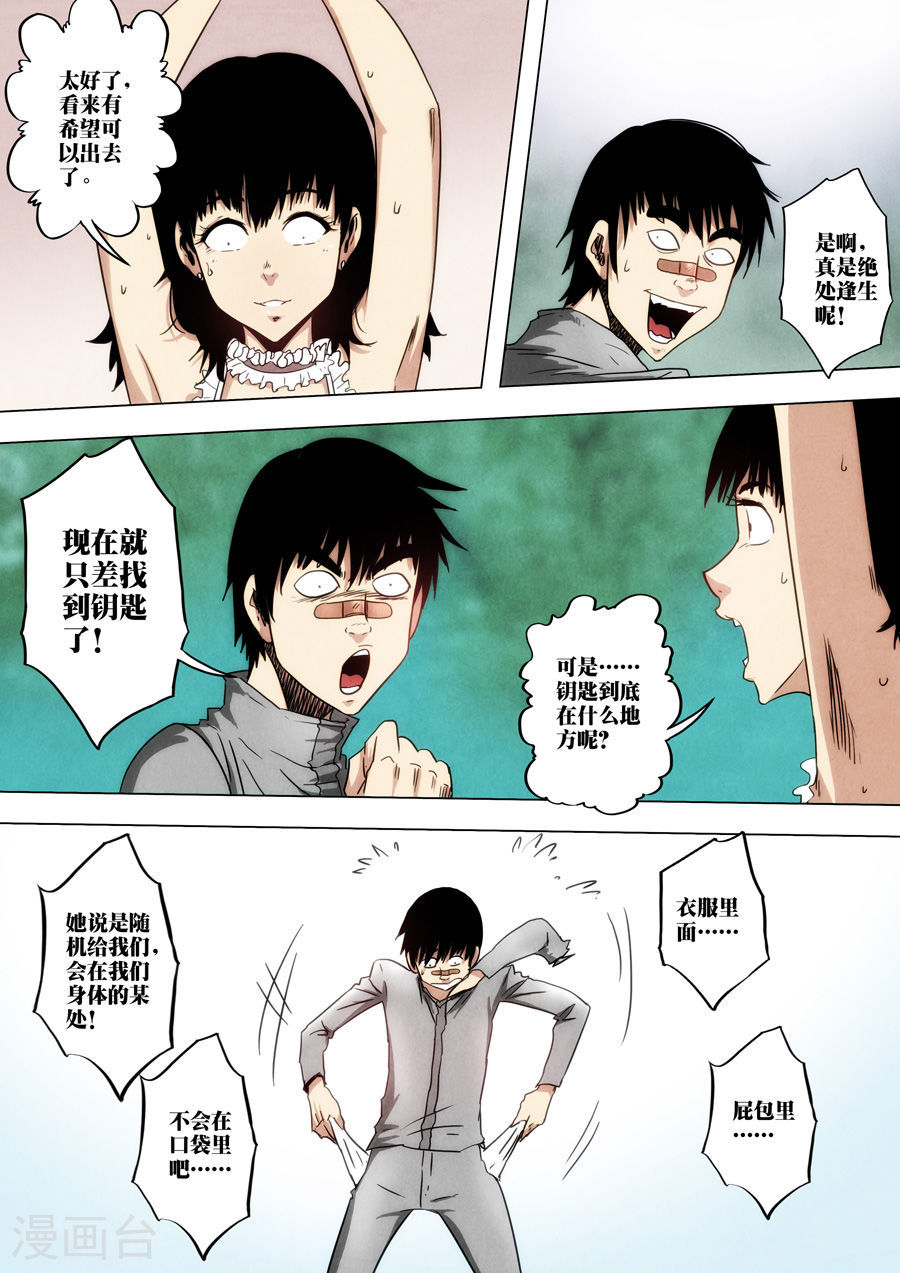 太好了，
看来有
希望可
以出去
了。
是啊，
真是绝
处逢生
呢！
现在就
只差找
到钥匙
了！
可是……
钥匙到底
在什么地
方呢？
她说是随
机给我们，
会在我们
身体的某
处！
衣服里
面……
不会在
口袋里
吧……
屁包里
……
漫画台